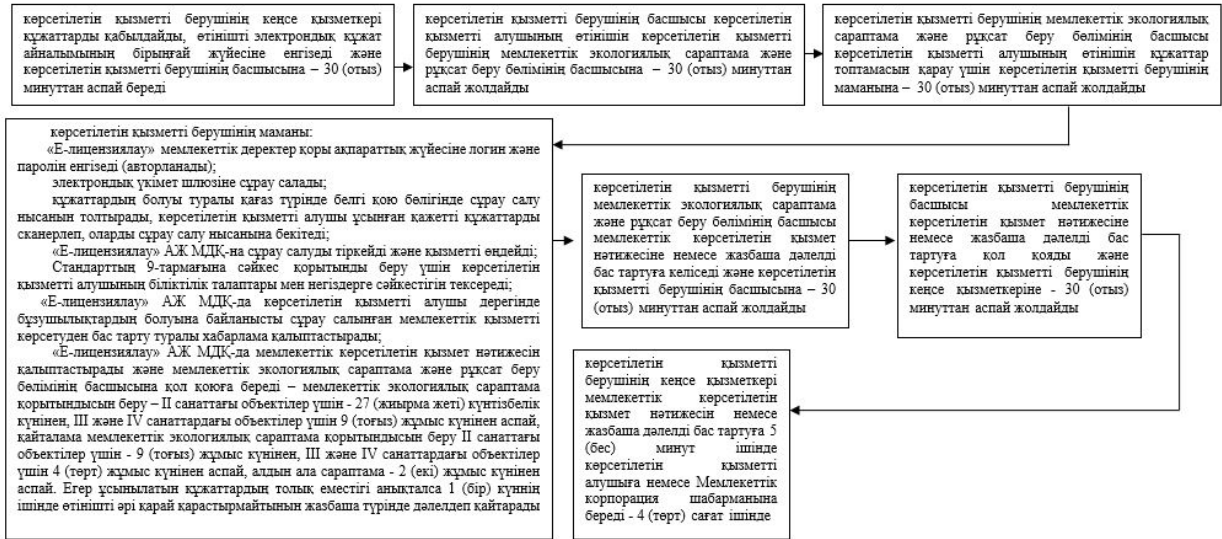 көрсетілетін қызметті берушінің кеңсе қызметкері
құжаттарды қабылдайды, өтінішті электрондық құжат
айналымының бірыңғай жүйесіне енгізеді және
көрсетілетін қызметті берушінің басшысына – 30 (отыз)
минуттан аспай береді
көрсетілетін қызметті берушінің басшысы көрсетілетін
қызметті алушының өтінішін көрсетілетін қызметті
берушінің мемлекеттік экологиялық сараптама және
рұқсат беру бөлімінің басшысына – 30 (отыз) минуттан
аспай жолдайды
көрсетілетін қызметті берушінің мемлекеттік экологиялық
сараптама және рұқсат беру бөлімінің басшысы
көрсетілетін қызметті алушының өтінішін құжаттар
топтамасын қарау үшін көрсетілетін қызметті берушінің
маманына – 30 (отыз) минуттан аспай жолдайды
көрсетілетін қызметті берушінің маманы:
«Е-лицензиялау» мемлекеттік деректер қоры ақпараттық жүйесіне логин және
паролін енгізеді (авторланады);
электрондық үкімет шлюзіне сұрау салады;
құжаттардың болуы туралы қағаз түрінде белгі қою бөлігінде сұрау салу
нысанын толтырады, көрсетілетін қызметті алушы ұсынған қажетті құжаттарды
сканерлеп, оларды сұрау салу нысанына бекітеді;
«Е-лицензиялау» АЖ МДҚ-на сұрау салуды тіркейді және қызметті өңдейді;
Стандарттың 9-тармағына сәйкес қорытынды беру үшін көрсетілетін
қызметті алушының біліктілік талаптары мен негіздерге сәйкестігін тексереді;
«Е-лицензиялау» АЖ МДҚ-да көрсетілетін қызметті алушы дерегінде
бұзушылықтардың болуына байланысты сұрау салынған мемлекеттік қызметті
көрсетуден бас тарту туралы хабарлама қалыптастырады;
«Е-лицензиялау» АЖ МДҚ-да мемлекеттік көрсетілетін қызмет нәтижесін
қалыптастырады және мемлекеттік экологиялық сараптама және рұқсат беру
бөлімінің басшысына қол қоюға береді – мемлекеттік экологиялық сараптама
қорытындысын беру – II санаттағы объектілер үшін - 27 (жиырма жеті) күнтізбелік
күнінен, III және IV санаттардағы объектілер үшін 9 (тоғыз) жұмыс күнінен аспай,
қайталама мемлекеттік экологиялық сараптама қорытындысын беру II санаттағы
объектілер үшін - 9 (тоғыз) жұмыс күнінен, III және IV санаттардағы объектілер
үшін 4 (төрт) жұмыс күнінен аспай, алдын ала сараптама - 2 (екі) жұмыс күнінен
аспай. Егер ұсынылатын құжаттардың толық еместігі анықталса 1 (бір) күннің
ішінде өтінішті әрі қарай қарастырмайтынын жазбаша түрінде дәлелдеп қайтарады
көрсетілетін қызметті берушінің
мемлекеттік экологиялық сараптама
және рұқсат беру бөлімінің басшысы
мемлекеттік көрсетілетін қызмет
нәтижесіне немесе жазбаша дәлелді
бас тартуға келіседі және көрсетілетін
қызметті берушінің басшысына – 30
(отыз) минуттан аспай жолдайды
көрсетілетін қызметті берушінің
басшысы мемлекеттік
көрсетілетін қызмет нәтижесіне
немесе жазбаша дәлелді бас
тартуға қол қояды және
көрсетілетін қызметті берушінің
кеңсе қызметкеріне - 30 (отыз)
минуттан аспай жолдайды
көрсетілетін қызметті
берушінің кеңсе қызметкері
мемлекеттік көрсетілетін
қызмет нәтижесін немесе
жазбаша дәлелді бас тартуға 5
(бес) минут ішінде
көрсетілетін қызметті
алушыға немесе Мемлекеттік
корпорация шабарманына
береді - 4 (төрт) сағат ішінде